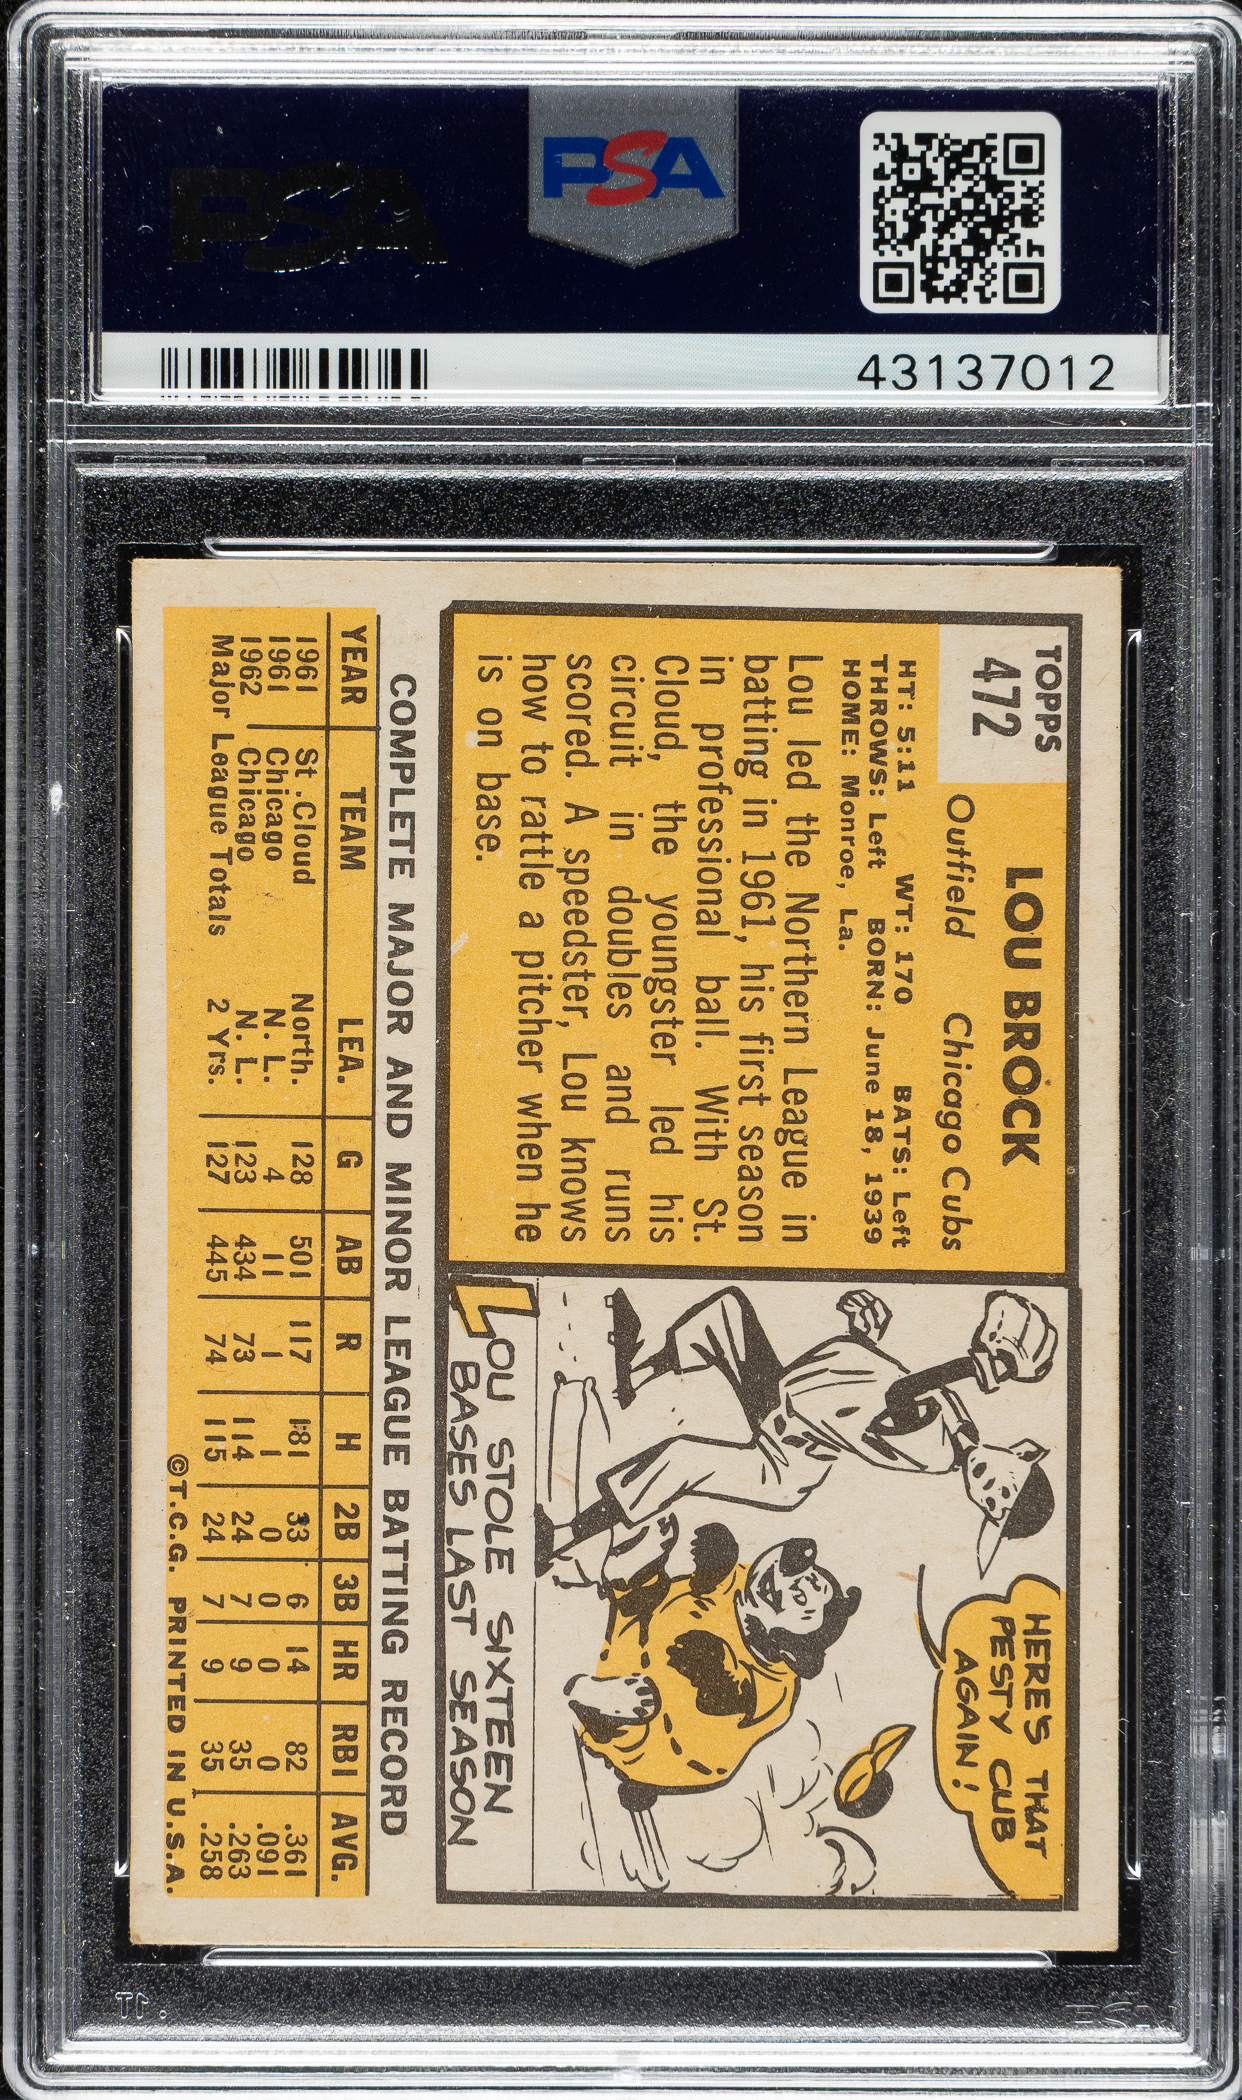 PSA
PSA
43137012
TOPPS
472
LOU BROCK
Outfield Chicago Cubs
HT: 5:11 WT: 170 BATS: Left
THROWS: Left BORN: June 18, 1939
HOME: Monroe, La.
Lou led the Northern League in
batting in 1961, his first season
in professional ball. With St.
Cloud, the youngster led his
circuit in doubles and runs
scored. A speedster, Lou knows
how to rattle a pitcher when he
is on base.
HERE'S THAT
PESTY CUB
AGAIN!
LOU STOLE SIXTEEN
BASES LAST SEASON
COMPLETE MAJOR AND MINOR LEAGUE BATTING RECORD
YEAR TEAM LEA. G AB R H 2B 3B HR RBI AVG.
1961 St. Cloud North. 128 501 117 181 33 6 14 82 .361
1961 Chicago N. L. 4 11 1 1 0 0 0 0 .091
1962 Chicago N. L. 123 434 73 114 24 7 9 35 .263
Major League Totals 2 Yrs. 127 445 74 115 24 7 9 35 .258
©T.C.G. PRINTED IN U.S.A.